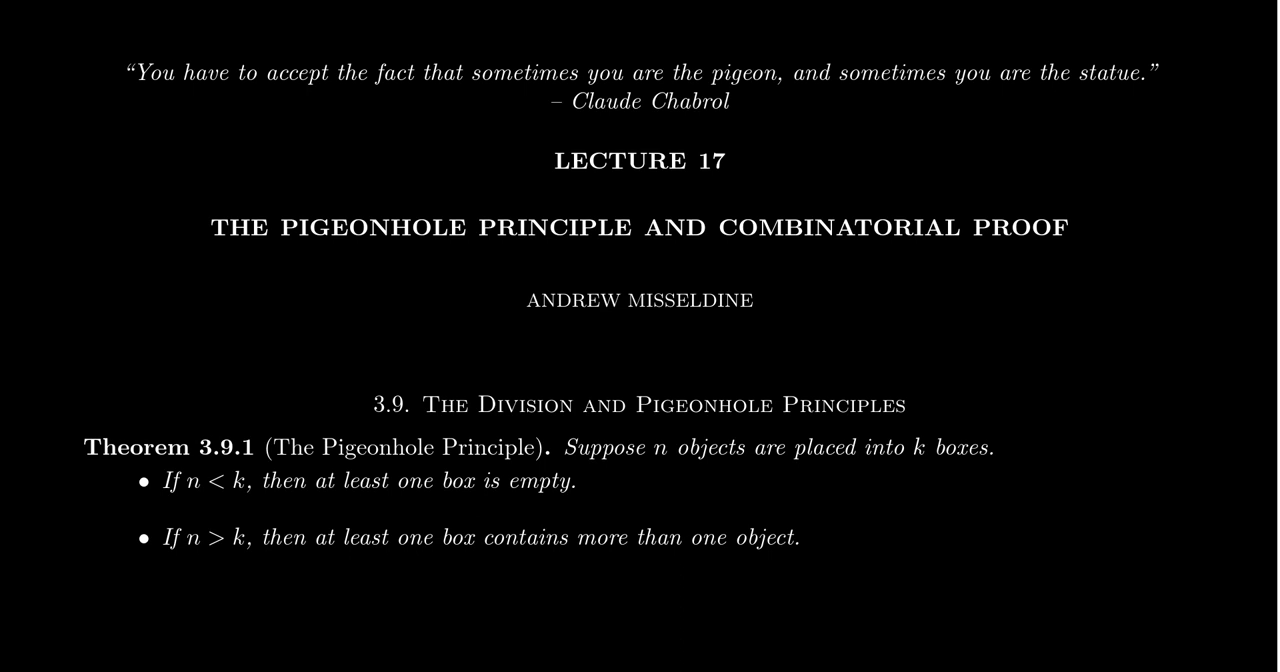 “You have to accept the fact that sometimes you are the pigeon, and sometimes you are the statue.”
– Claude Chabrol
LECTURE 17
THE PIGEONHOLE PRINCIPLE AND COMBINATORIAL PROOF
ANDREW MISSELDINE
3.9. The Division and Pigeonhole Principles
Theorem 3.9.1 (The Pigeonhole Principle). Suppose n objects are placed into k boxes.
• If n < k, then at least one box is empty.
• If n > k, then at least one box contains more than one object.